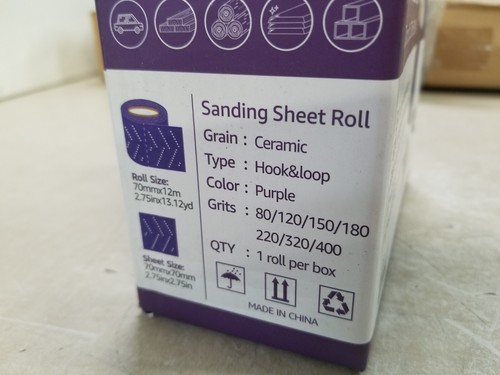 Sanding Sheet Roll
Grain : Ceramic
Type : Hook&loop
Color : Purple
Grits : 80/120/150/180
220/320/400
QTY : 1 roll per box
Roll Size:
70mmx12m
2.75inx13.12yd
Sheet Size:
70mmx70mm
2.75inx2.75in
MADE IN CHINA